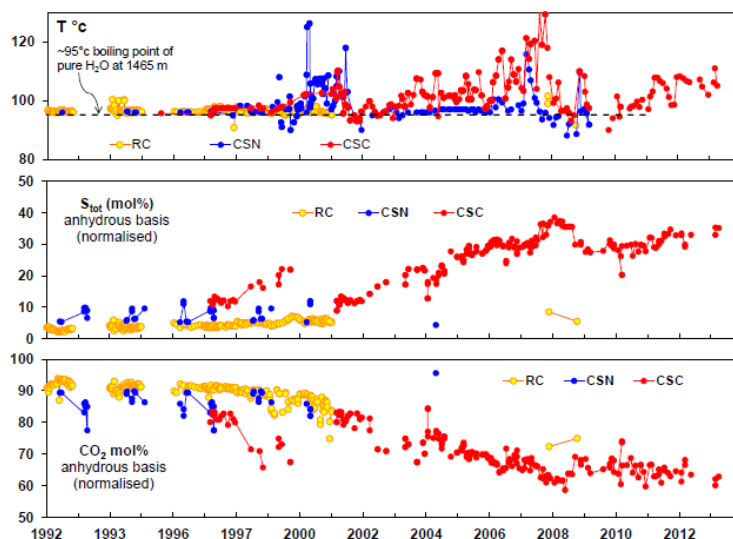 T °c
120
~95°c boiling point of
pure H₂O at 1465 m
100
80
RC CSN CSC
50
Sₜₒₜ (mol%)
anhydrous basis
(normalised)
RC CSN CSC
40
30
20
10
0
100
90
80
70
60
50
CO₂ mol%
anhydrous basis
(normalised)
RC CSN CSC
1992 1993 1996 1997 2000 2002 2004 2006 2008 2010 2012